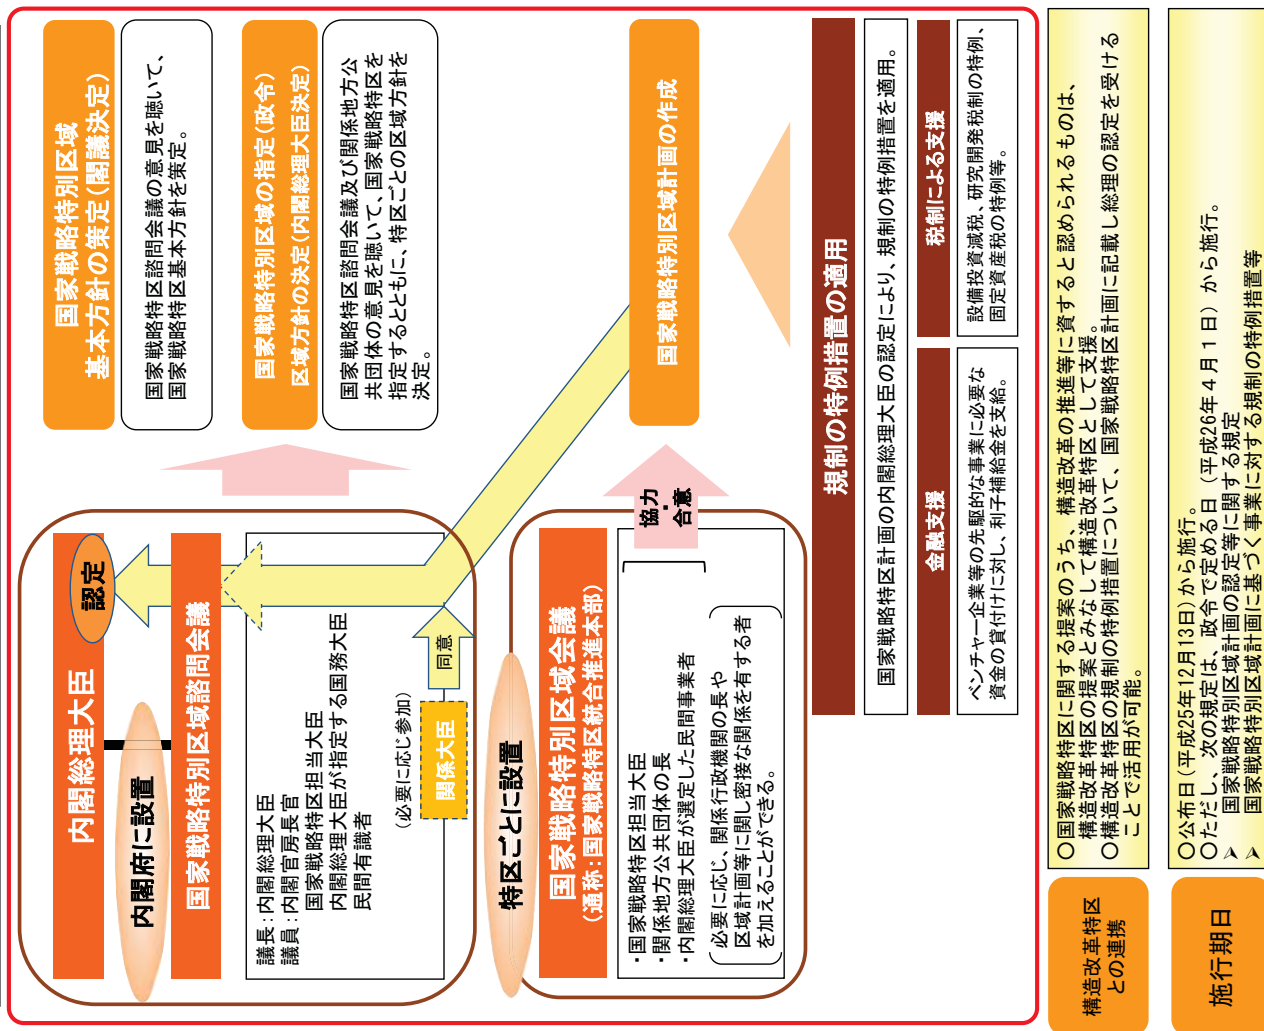 内閣総理大臣
認定
内閣府に設置
国家戦略特別区域諮問会議
議長：内閣総理大臣
議員：内閣官房長官
国家戦略特区担当大臣
内閣総理大臣が指定する国務大臣
民間有識者
（必要に応じ参加）
関係大臣
同意
国家戦略特別区域
基本方針の策定（閣議決定）
国家戦略特区諮問会議の意見を聴いて、
国家戦略特区基本方針を策定。
国家戦略特別区域の指定（政令）
区域方針の決定（内閣総理大臣決定）
国家戦略特区諮問会議及び関係地方公
共団体の意見を聴いて、国家戦略特区を
指定するとともに、特区ごとの区域方針を
決定。
特区ごとに設置
国家戦略特別区域会議
（通称：国家戦略特区統合推進本部）
・国家戦略特区担当大臣
・関係地方公共団体の長
・内閣総理大臣が選定した民間事業者
必要に応じ、関係行政機関の長や
区域計画等に関し密接な関係を有する者
を加えることができる。
協力
・
合意
国家戦略特別区域計画の作成
規制の特例措置の適用
国家戦略特区計画の内閣総理大臣の認定により、規制の特例措置を適用。
金融支援
ベンチャー企業等の先駆的な事業に必要な
資金の貸付けに対し、利子補給金を支給。
税制による支援
設備投資減税、研究開発税制の特例、
固定資産税の特例等。
構造改革特区
との連携
○国家戦略特区に関する提案のうち、構造改革の推進等に資すると認められるものは、
構造改革特区の提案とみなして構造改革特区として支援。
○構造改革特区の規制の特例措置について、国家戦略特区計画に記載し総理の認定を受ける
ことで活用が可能。
施行期日
○公布日（平成25年12月13日）から施行。
○ただし、次の規定は、政令で定める日（平成26年４月１日）から施行。
➢ 国家戦略特別区域計画の認定等に関する規定
➢ 国家戦略特別区域計画に基づく事業に対する規制の特例措置等